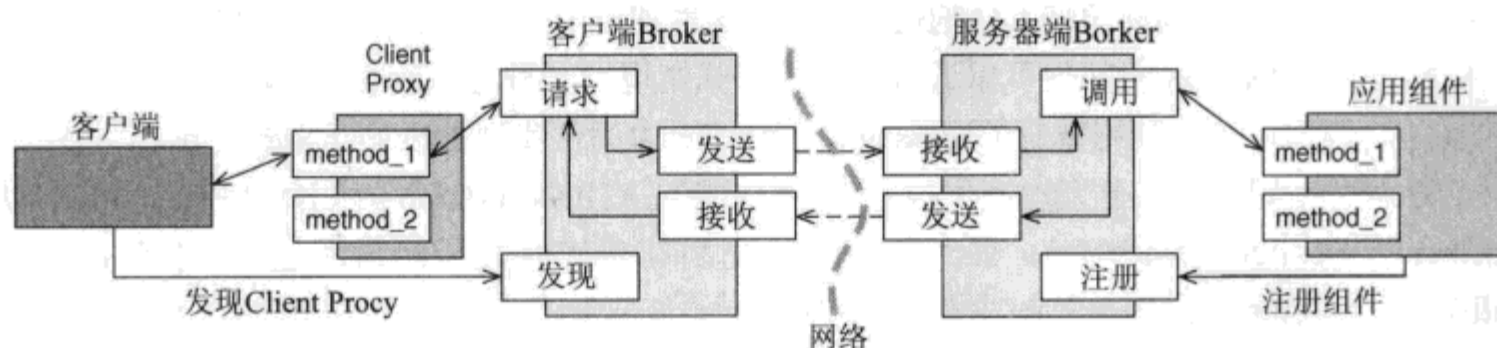 客户端Broker
服务器端Borker
Client
Proxy
请求
调用
应用组件
客户端
method_1
发送
接收
method_1
method_2
接收
发送
method_2
发现
注册
发现Client Procy
注册组件
网络